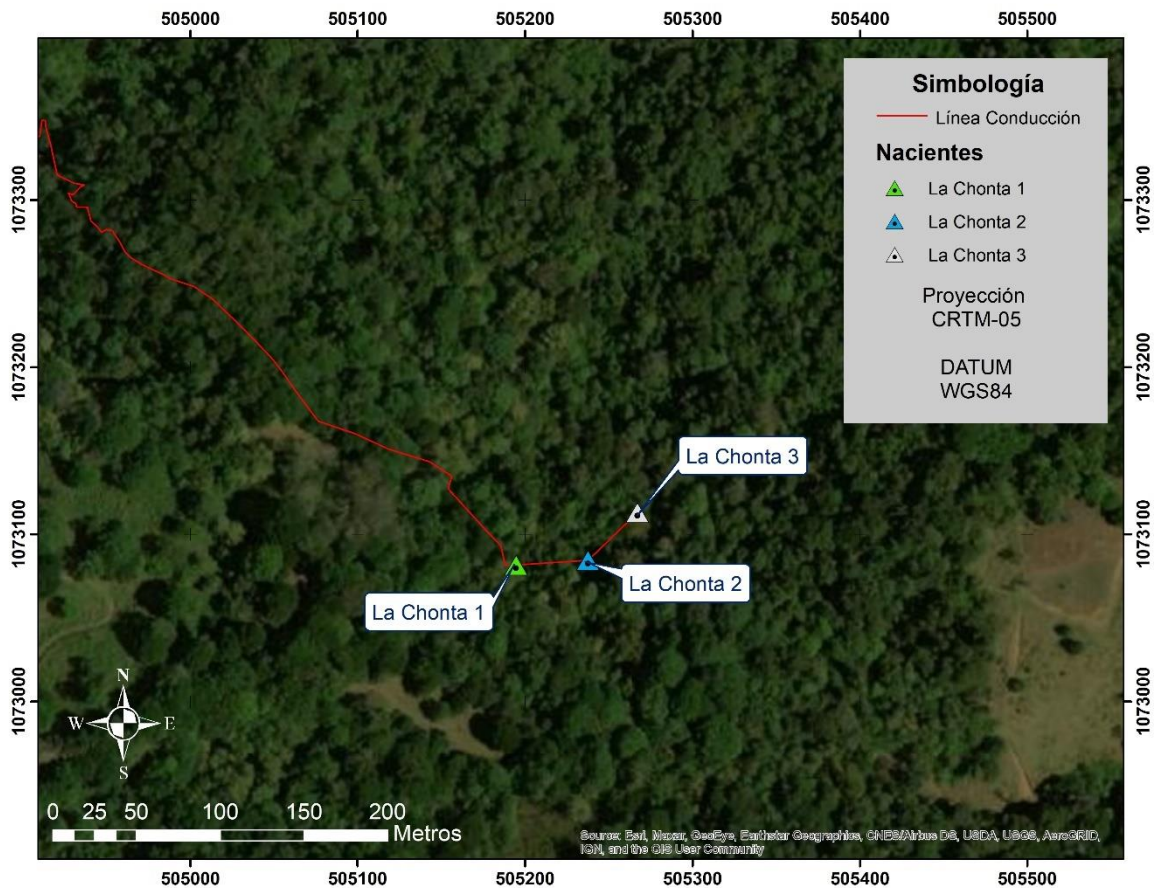 505000 505100 505200 505300 505400 505500
Simbología
Línea Conducción
Nacientes
La Chonta 1
La Chonta 2
La Chonta 3
Proyección
CRTM-05
DATUM
WGS84
1073300
1073300
1073200
1073200
La Chonta 3
1073100
1073100
La Chonta 2
La Chonta 1
1073000
1073000
N
W E
S
0 25 50 100 150 200
Metros
Source: Esri, Maxar, GeoEye, Earthstar Geographics, CNES/Airbus DS, USDA, USGS, AeroGRID,
IGN, and the GIS User Community
505000 505100 505200 505300 505400 505500